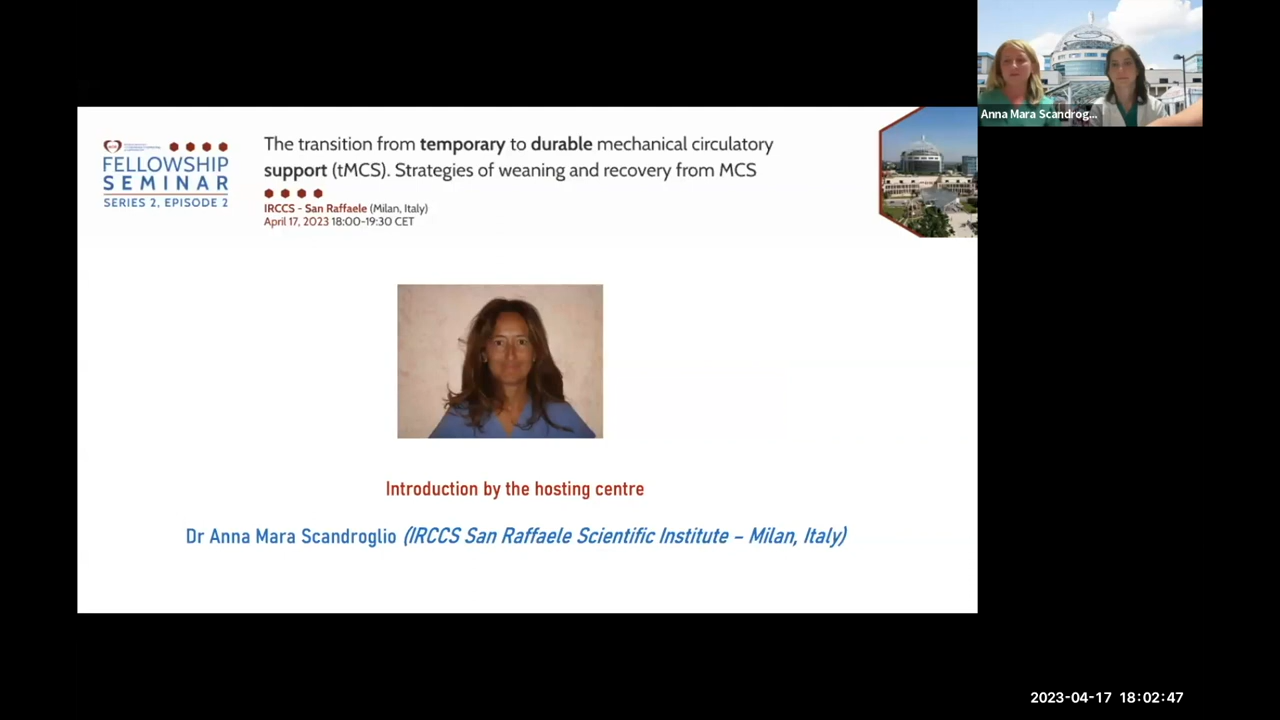 Anna Mara Scandrog...
FELLOWSHIP
SEMINAR
SERIES 2, EPISODE 2
The transition from temporary to durable mechanical circulatory
support (tMCS). Strategies of weaning and recovery from MCS
IRCCS - San Raffaele (Milan, Italy)
April 17, 2023 18:00-19:30 CET
Introduction by the hosting centre
Dr Anna Mara Scandroglio (IRCCS San Raffaele Scientific Institute – Milan, Italy)
2023-04-17 18:02:47